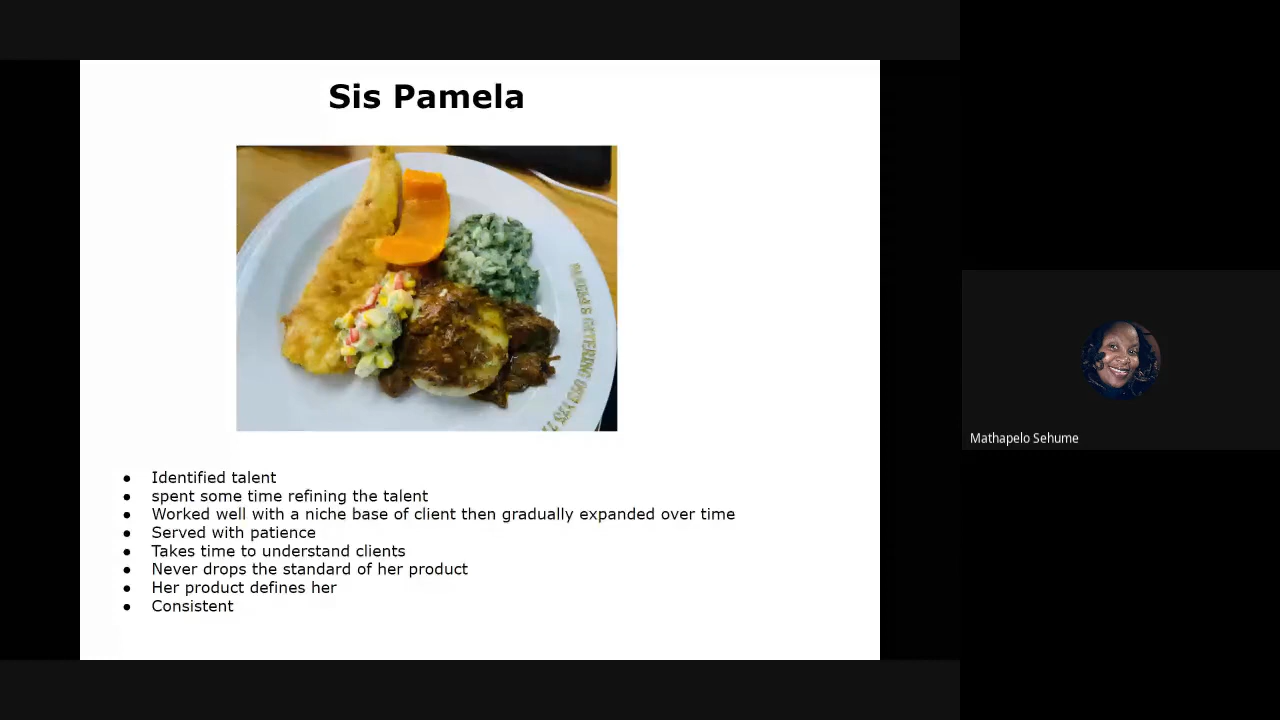 Sis Pamela
CATERING
Identified talent
spent some time refining the talent
Worked well with a niche base of client then gradually expanded over time
Served with patience
Takes time to understand clients
Never drops the standard of her product
Her product defines her
Consistent
Mathapelo Sehume